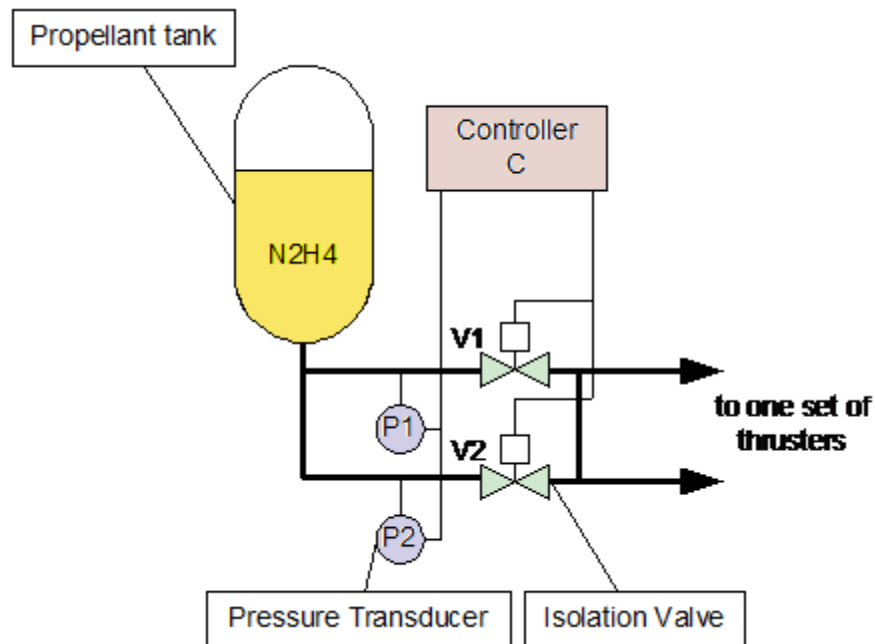 Propellant tank
Controller
C
N2H4
V1
P1
to one set of
thrusters
V2
P2
Pressure Transducer
Isolation Valve